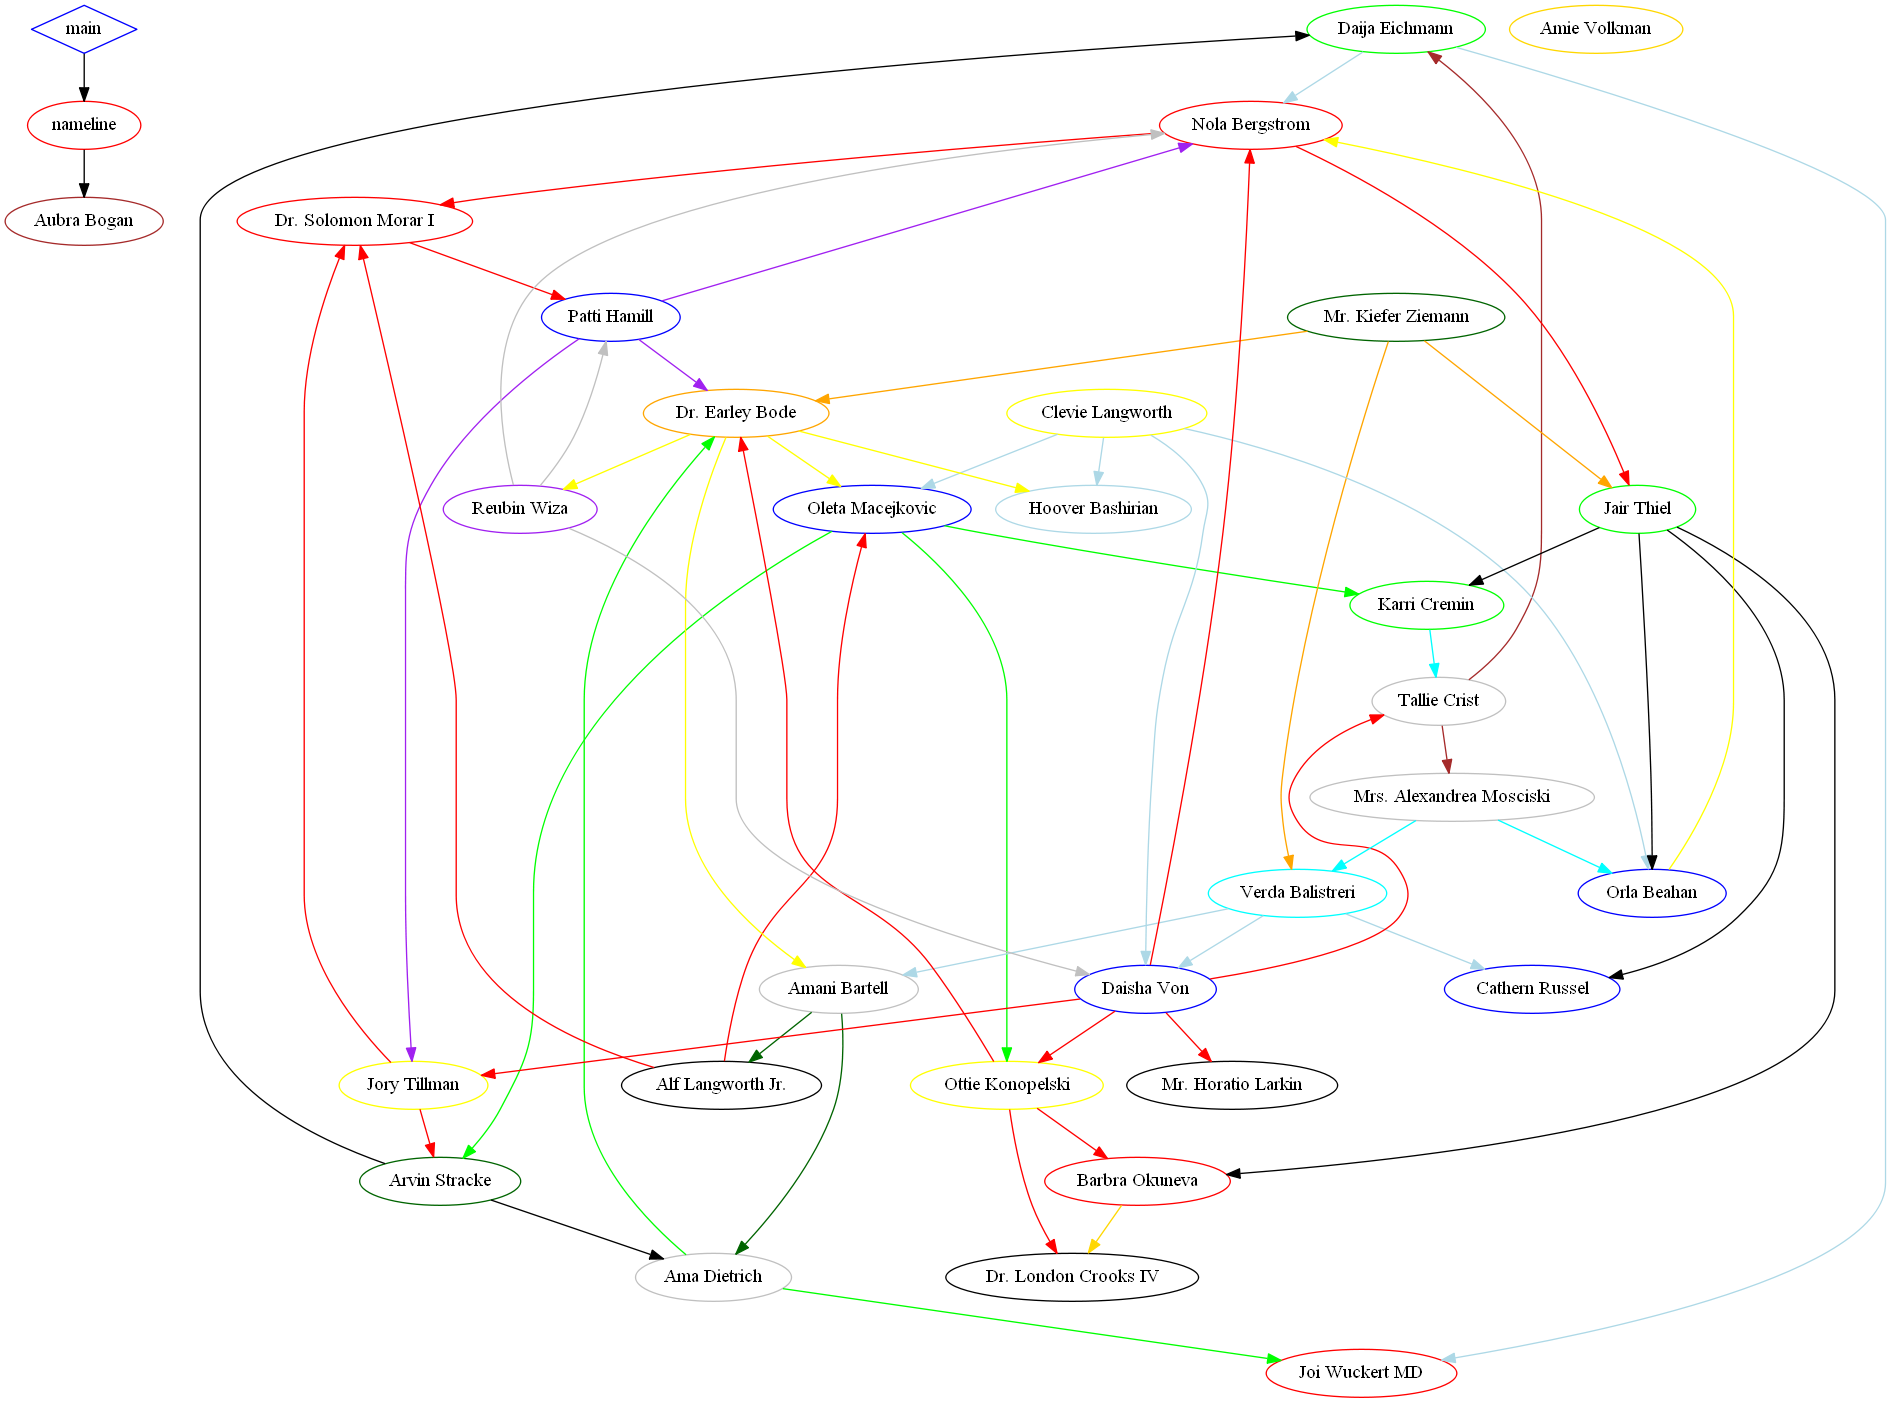 main
Daija Eichmann
Amie Volkman
nameline
Nola Bergstrom
Aubra Bogan
Dr. Solomon Morar I
Patti Hamill
Mr. Kiefer Ziemann
Dr. Earley Bode
Clevie Langworth
Reubin Wiza
Oleta Macejkovic
Hoover Bashirian
Jair Thiel
Karri Cremin
Tallie Crist
Mrs. Alexandrea Mosciski
Verda Balistreri
Orla Beahan
Amani Bartell
Daisha Von
Cathern Russel
Jory Tillman
Alf Langworth Jr.
Ottie Konopelski
Mr. Horatio Larkin
Arvin Stracke
Barbra Okuneva
Ama Dietrich
Dr. London Crooks IV
Joi Wuckert MD